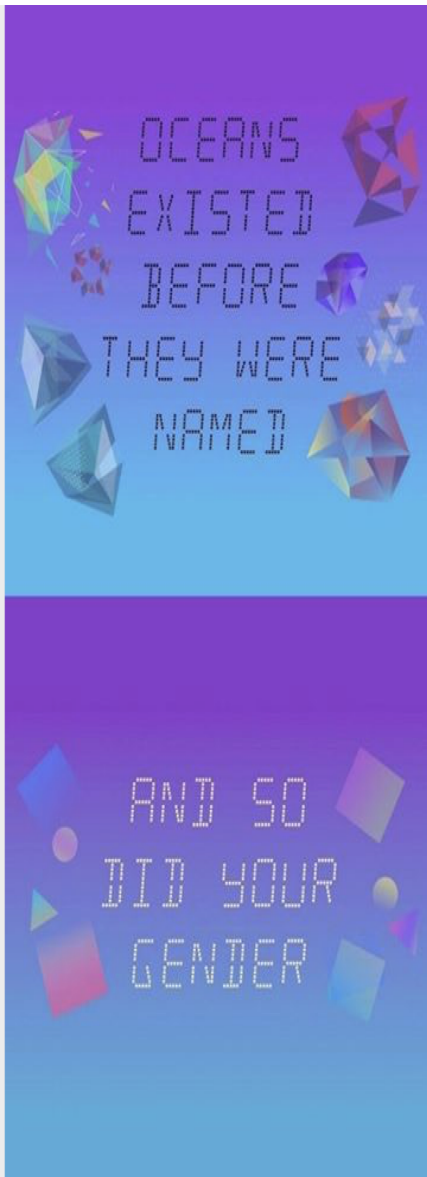 OCEANS
EXISTED
BEFORE
THEY WERE
NAMED
AND SO
DID YOUR
GENDER